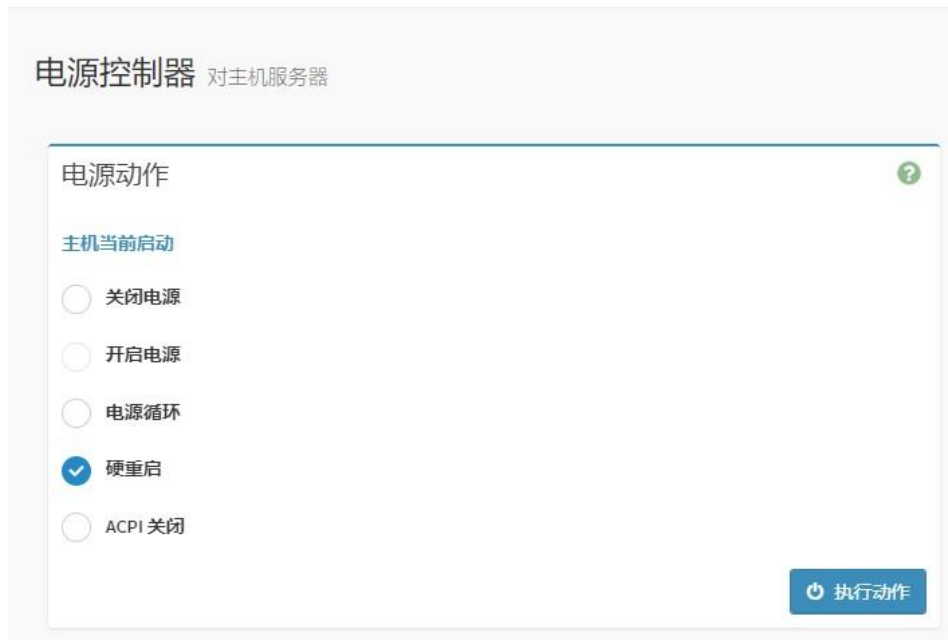 电源控制器 对主机服务器
电源动作
主机当前启动
关闭电源
开启电源
电源循环
硬重启
ACPI 关闭
执行动作